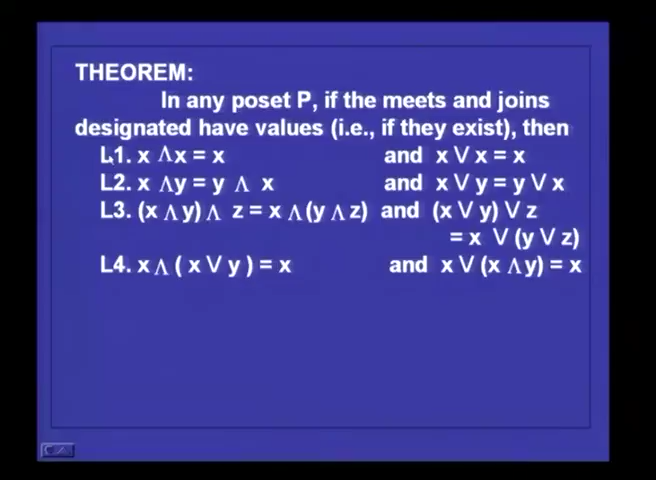 THEOREM:
In any poset P, if the meets and joins
designated have values (i.e., if they exist), then
L1. x Λx = x and x V x = x
L2. x Λy = y Λ x and x V y = y V x
L3. (x Λ y) Λ z = x Λ (y Λ z) and (x V y) V z
= x V (y V z)
L4. x Λ ( x V y ) = x and x V (x Λ y) = x